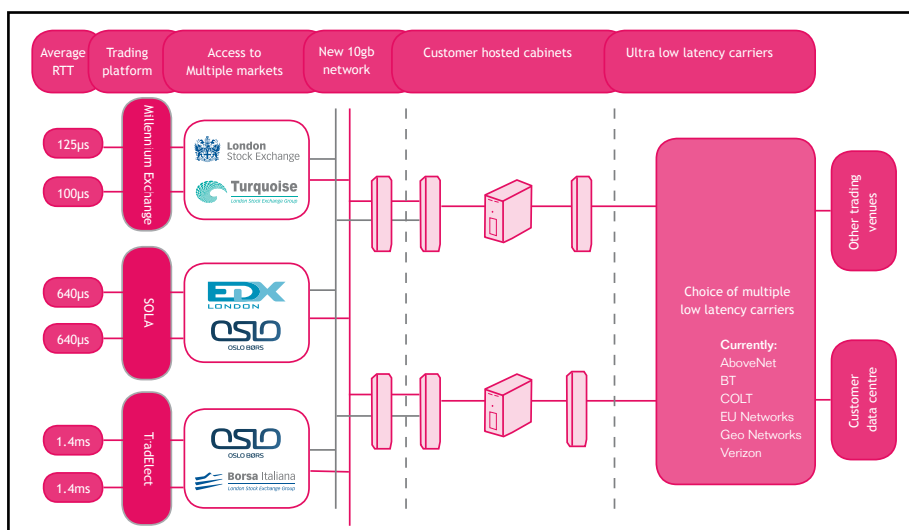 Average
RTT
Trading
platform
Access to
Multiple markets
New 10gb
network
Customer hosted cabinets
Ultra low latency carriers
Millennium Exchange
125µs
100µs
London
Stock Exchange
Turquoise
London Stock Exchange Group
SOLA
640µs
640µs
EDX
LONDON
OSLO
OSLO BØRS
TradElect
1.4ms
1.4ms
OSLO
OSLO BØRS
Borsa Italiana
London Stock Exchange Group
Choice of multiple
low latency carriers
Currently:
AboveNet
BT
COLT
EU Networks
Geo Networks
Verizon
Other trading
venues
Customer
data centre